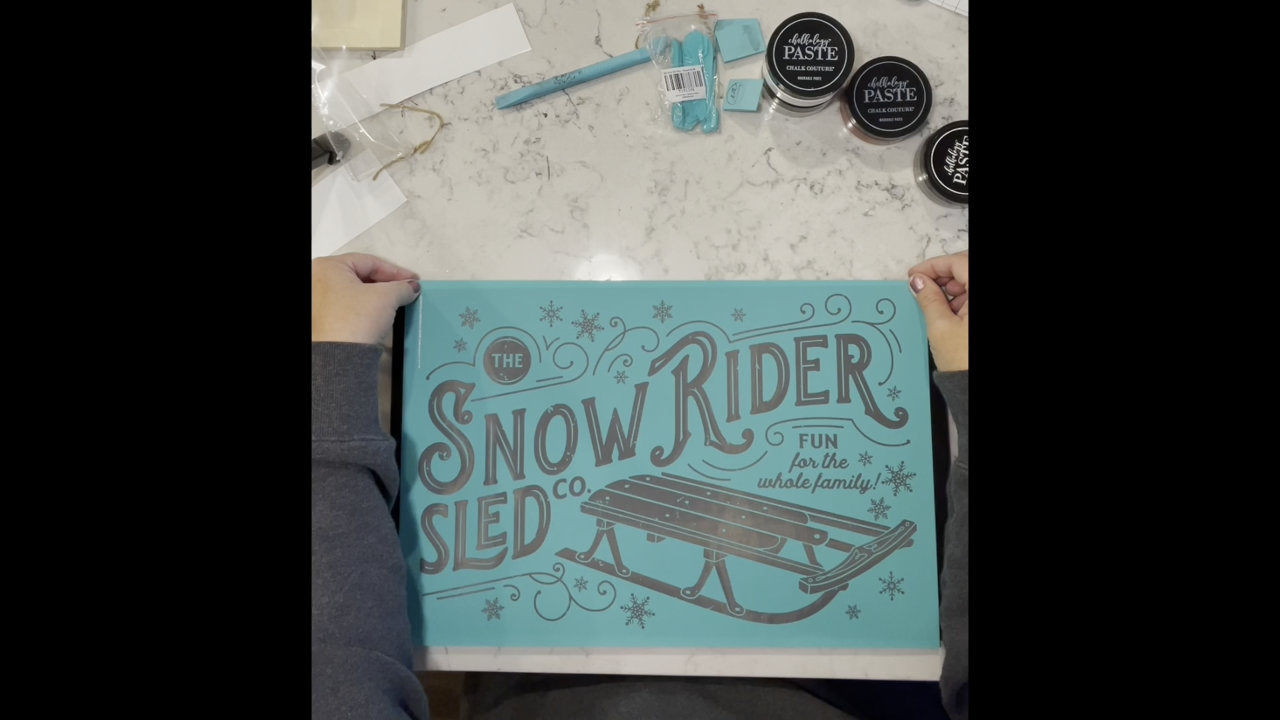 chalkology
PASTE
CHALK COUTURE
chalkology
PASTE
CHALK COUTURE
chalkology
PASTE
THE
SNOW RIDER
SLED CO.
FUN
for the
whole family!